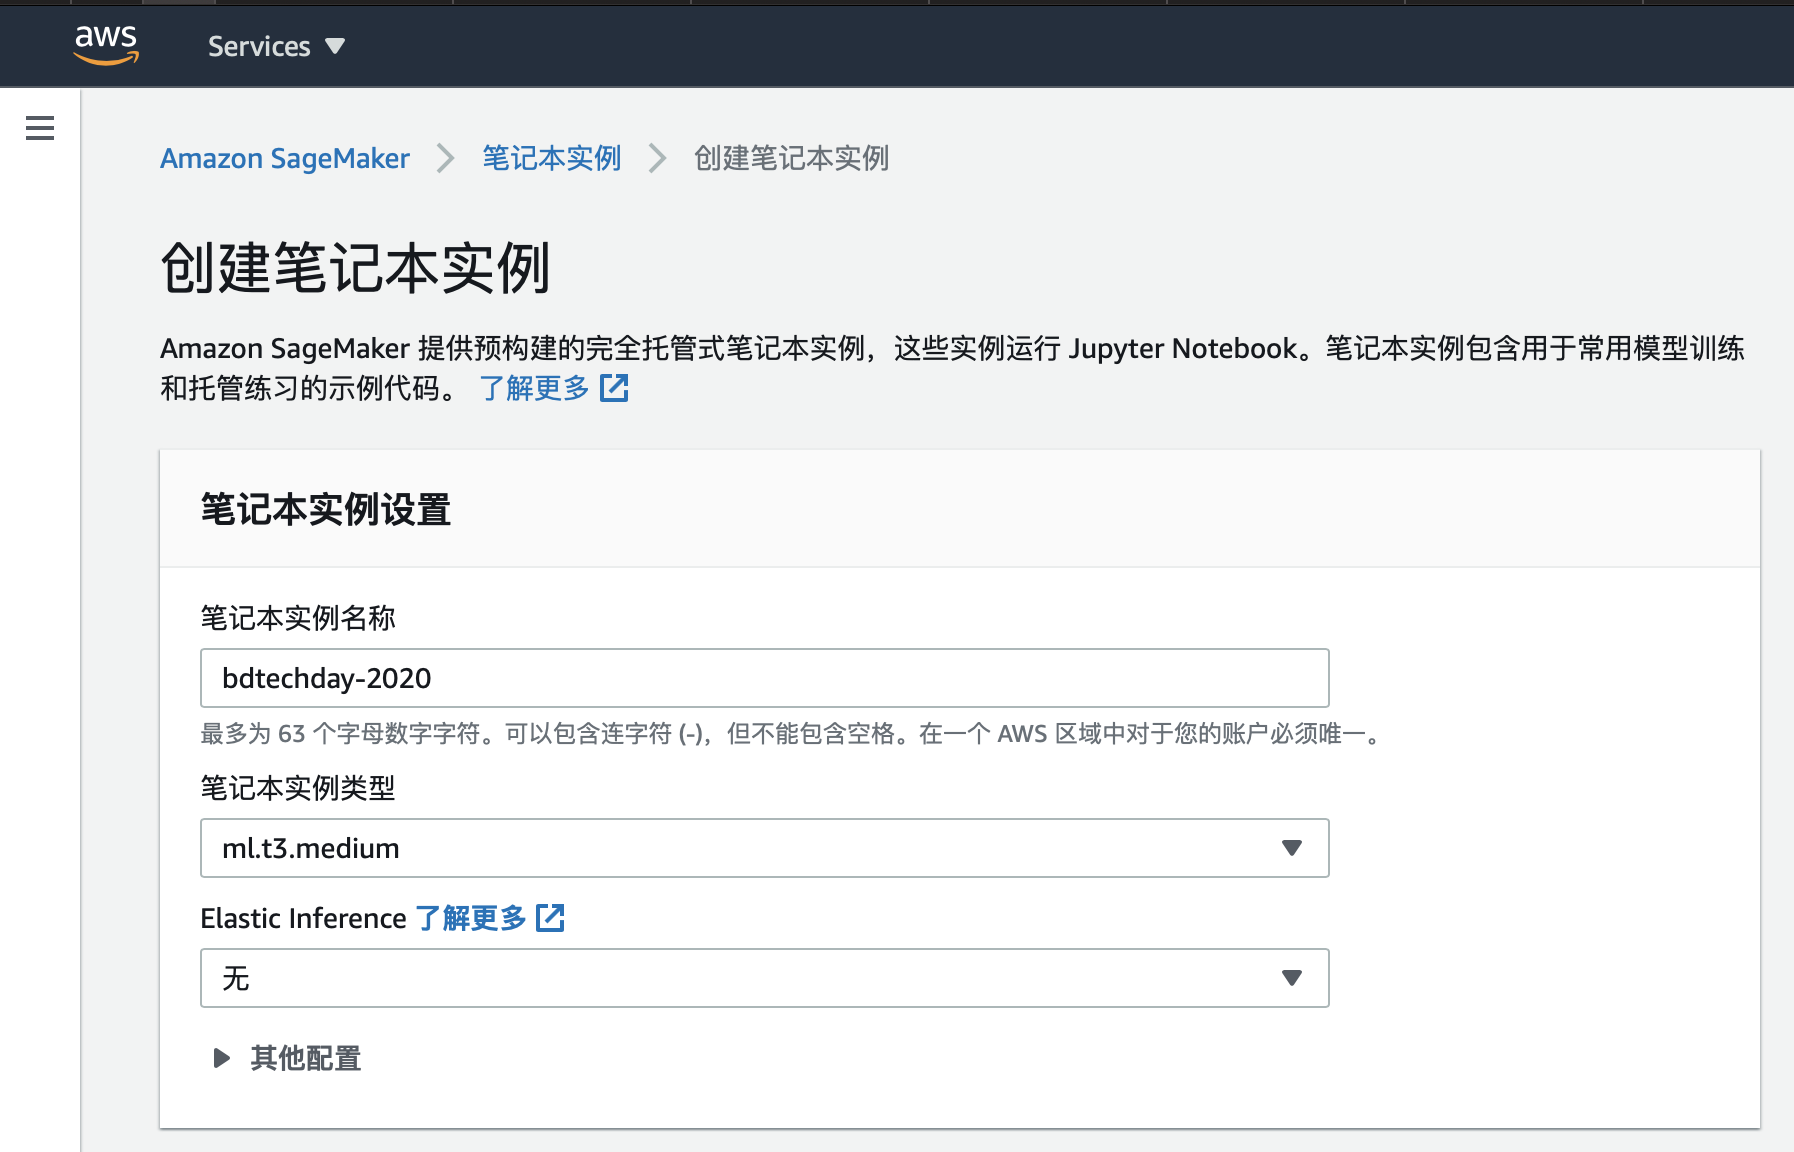 aws
Services
Amazon SageMaker > 笔记本实例 > 创建笔记本实例
创建笔记本实例
Amazon SageMaker 提供预构建的完全托管式笔记本实例，这些实例运行 Jupyter Notebook。笔记本实例包含用于常用模型训练
和托管练习的示例代码。 了解更多
笔记本实例设置
笔记本实例名称
bdtechday-2020
最多为 63 个字母数字字符。可以包含连字符 (-)，但不能包含空格。在一个 AWS 区域中对于您的账户必须唯一。
笔记本实例类型
ml.t3.medium
Elastic Inference 了解更多
无
其他配置